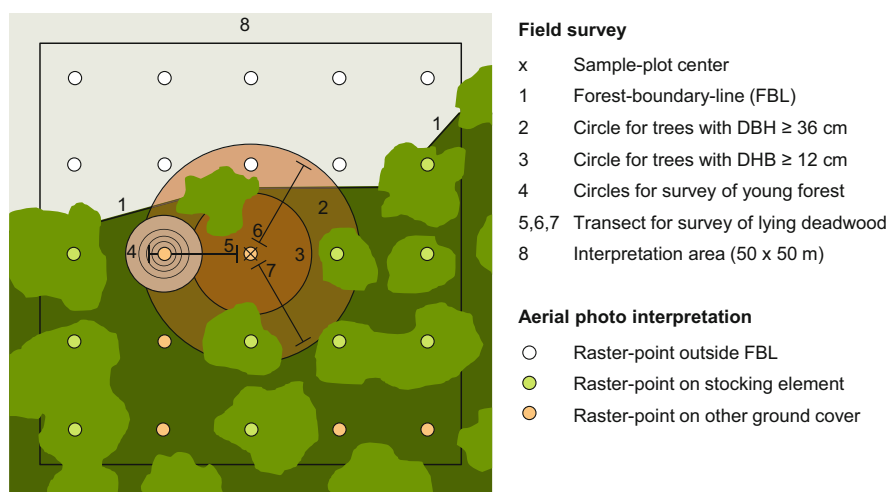 8
1
1
2
6
4
5
3
7
Field survey
x Sample-plot center
1 Forest-boundary-line (FBL)
2 Circle for trees with DBH ≥ 36 cm
3 Circle for trees with DHB ≥ 12 cm
4 Circles for survey of young forest
5,6,7 Transect for survey of lying deadwood
8 Interpretation area (50 x 50 m)
Aerial photo interpretation
Raster-point outside FBL
Raster-point on stocking element
Raster-point on other ground cover